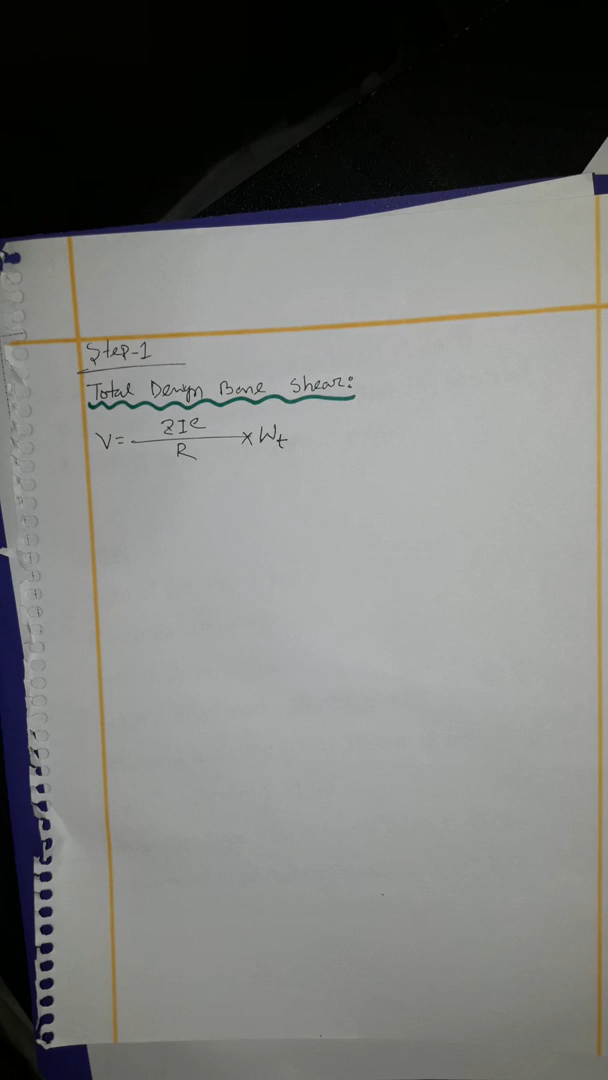 Step-1
Total Design Base Shear:
V = ZIC / R × Wt